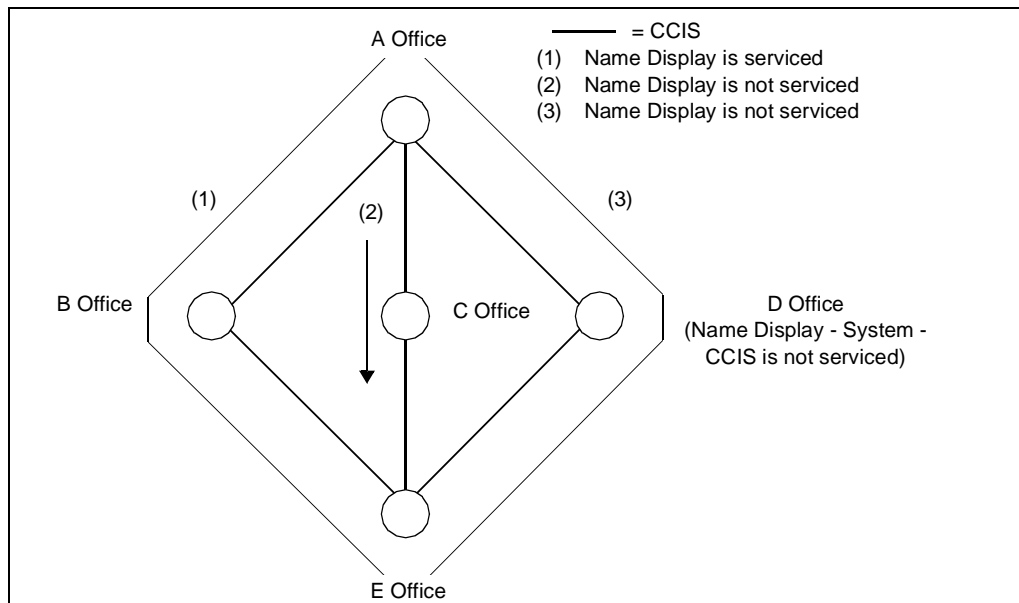 A Office
= CCIS
(1) Name Display is serviced
(2) Name Display is not serviced
(3) Name Display is not serviced
(1)
(2)
(3)
B Office
C Office
D Office
(Name Display - System -
CCIS is not serviced)
E Office